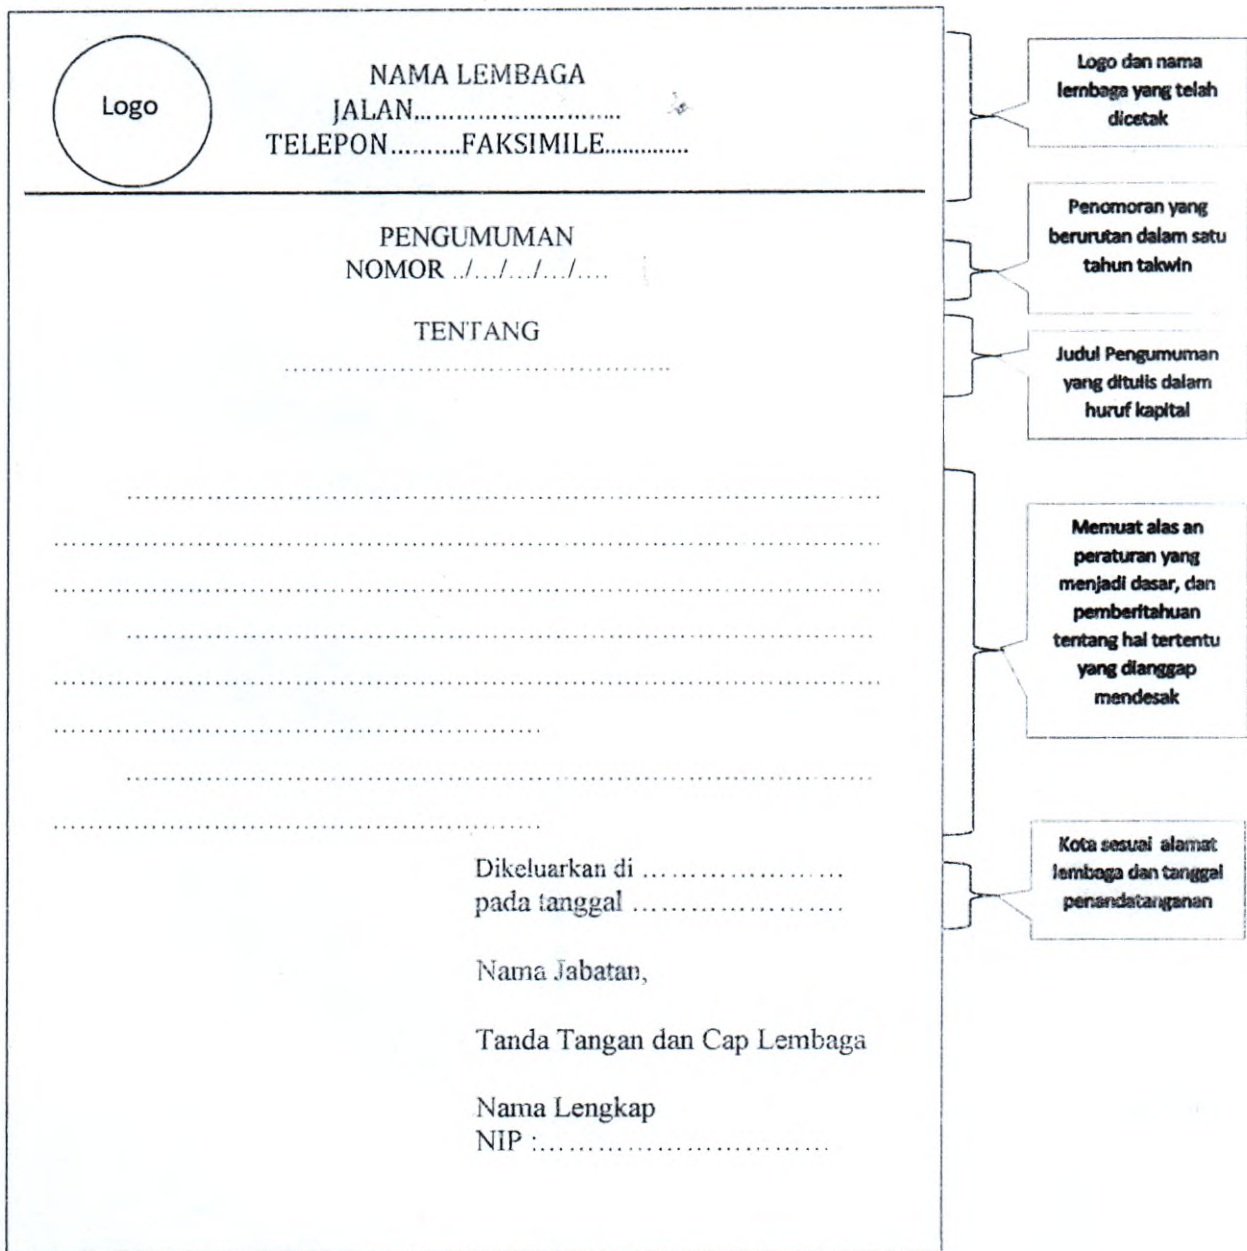 Logo
NAMA LEMBAGA
JALAN..............................
TELEPON..........FAKSIMILE..............
PENGUMUMAN
NOMOR ../.../.../.../....
TENTANG
..........................................
................................................................................
........................................................................................
........................................................................................
................................................................................
........................................................................................
....................................................
................................................................................
....................................................
Dikeluarkan di ......................
pada tanggal .......................
Nama Jabatan,
Tanda Tangan dan Cap Lembaga
Nama Lengkap
NIP :...............................
Logo dan nama
lembaga yang telah
dicetak
Penomoran yang
berurutan dalam satu
tahun takwin
Judul Pengumuman
yang ditulis dalam
huruf kapital
Memuat alas an
peraturan yang
menjadi dasar, dan
pemberitahuan
tentang hal tertentu
yang dianggap
mendesak
Kota sesuai alamat
lembaga dan tanggal
penandatanganan